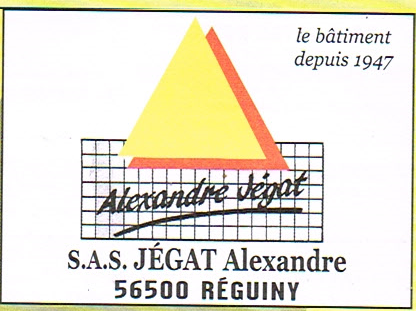 le bâtiment
depuis 1947
Alexandre Jégat
S.A.S. JÉGAT Alexandre
56500 RÉGUINY